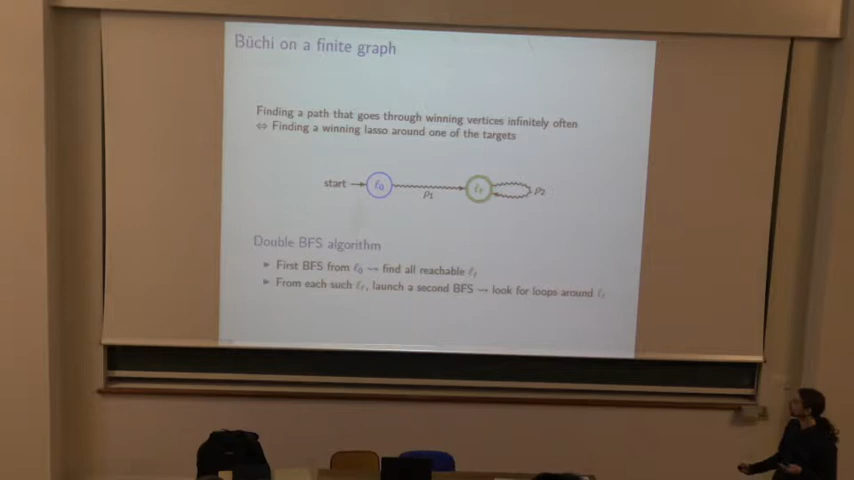 Büchi on a finite graph
Finding a path that goes through winning vertices infinitely often
⇔ Finding a winning lasso around one of the targets
start
ℓ0
ρ1
ℓf
ρ2
Double BFS algorithm
▶ First BFS from ℓ0 ⇝ find all reachable ℓf
▶ From each such ℓf, launch a second BFS ⇝ look for loops around ℓf